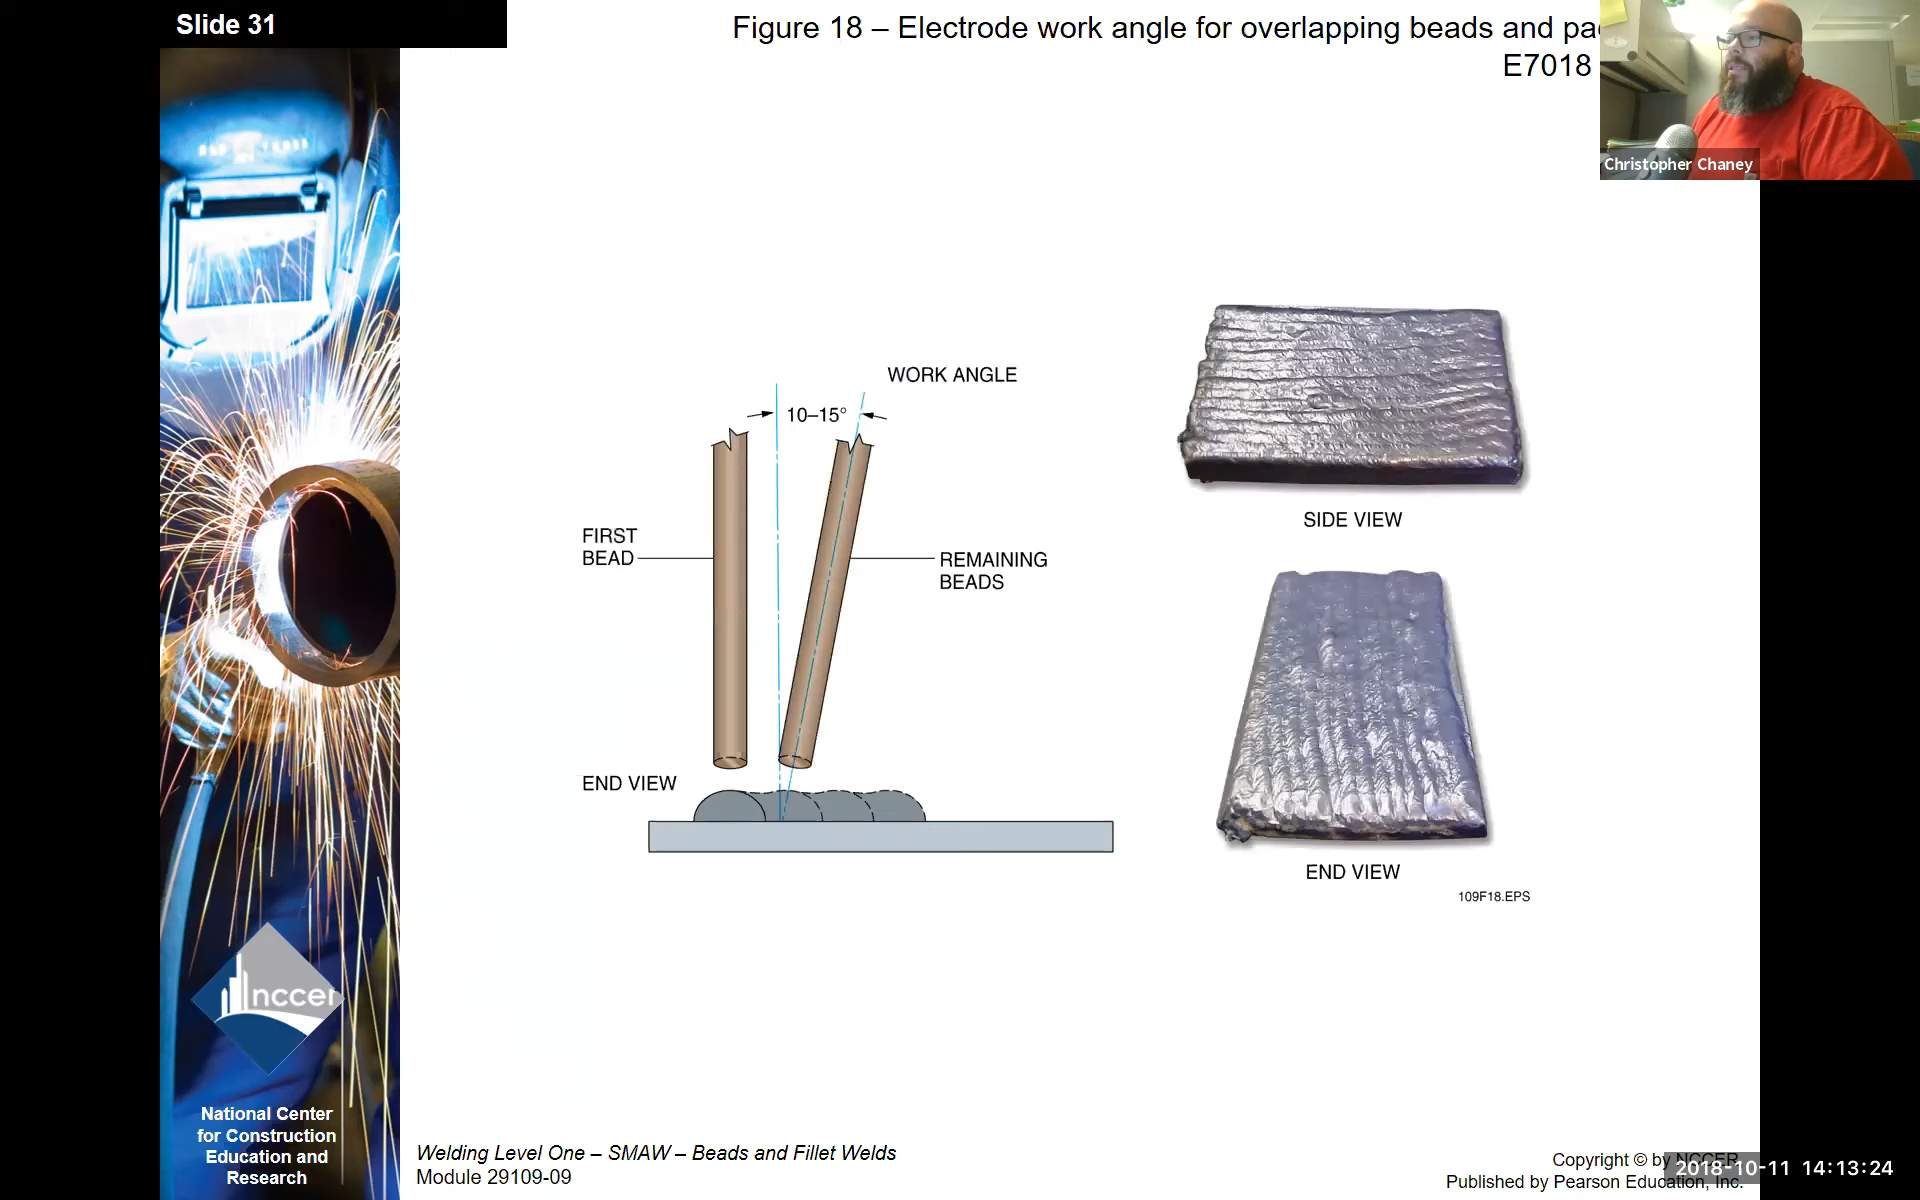 Slide 31
Figure 18 – Electrode work angle for overlapping beads and
E7018
Christopher Chaney
WORK ANGLE
10–15°
FIRST
BEAD
REMAINING
BEADS
END VIEW
SIDE VIEW
END VIEW
109F18.EPS
nccer
National Center
for Construction
Education and
Research
Welding Level One – SMAW – Beads and Fillet Welds
Module 29109-09
Copyright © by NCCER
Published by Pearson Education, Inc.
2018-10-11 14:13:24